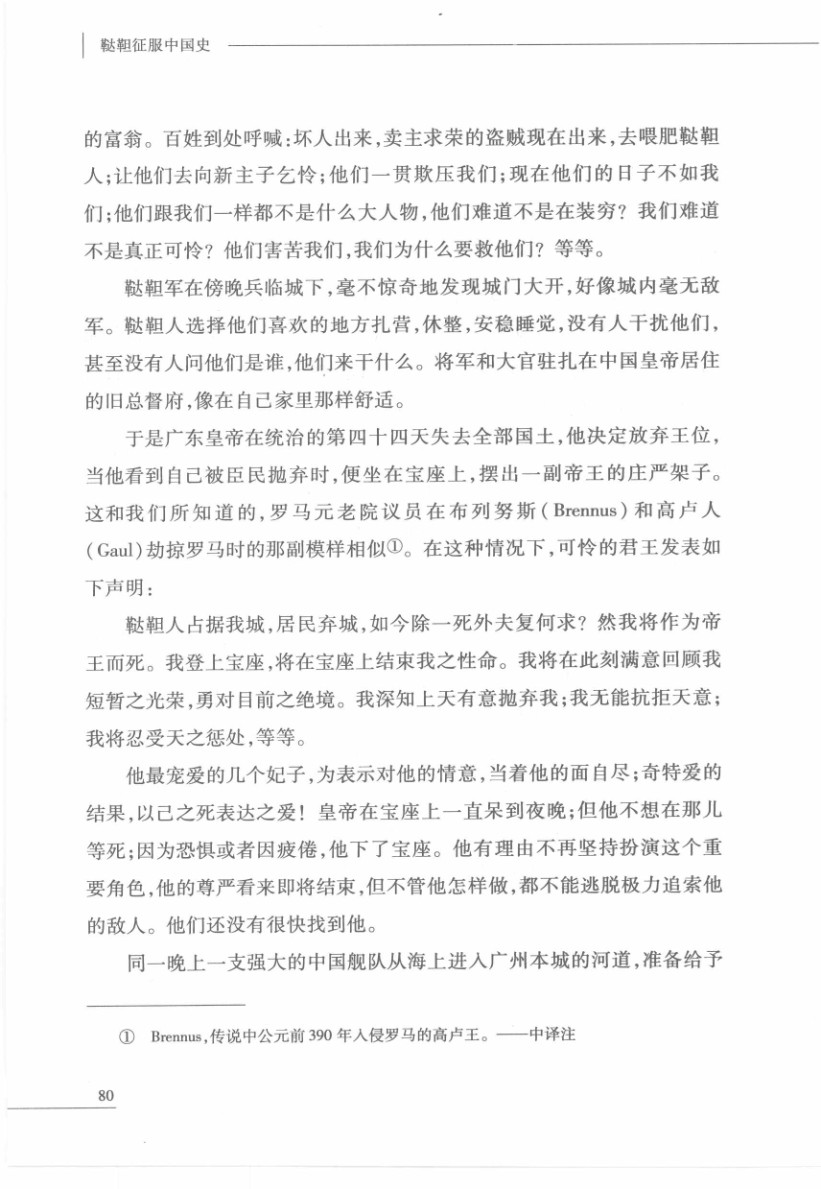 鞑靼征服中国史
的富翁。百姓到处呼喊:坏人出来,卖主求荣的盗贼现在出来,去喂肥鞑靼
人;让他们去向新主子乞怜;他们一贯欺压我们;现在他们的日子不如我
们;他们跟我们一样都不是什么大人物,他们难道不是在装穷？我们难道
不是真正可怜？他们害苦我们,我们为什么要救他们？等等。
鞑靼军在傍晚兵临城下,毫不惊奇地发现城门大开,好像城内毫无敌
军。鞑靼人选择他们喜欢的地方扎营,休整,安稳睡觉,没有人干扰他们,
甚至没有人问他们是谁,他们来干什么。将军和大官驻扎在中国皇帝居住
的旧总督府,像在自己家里那样舒适。
于是广东皇帝在统治的第四十四天失去全部国土,他决定放弃王位,
当他看到自己被臣民抛弃时,便坐在宝座上,摆出一副帝王的庄严架子。
这和我们所知道的,罗马元老院议员在布列努斯(Brennus)和高卢人
(Gaul)劫掠罗马时的那副模样相似①。在这种情况下,可怜的君王发表如
下声明:
鞑靼人占据我城,居民弃城,如今除一死外夫复何求？然我将作为帝
王而死。我登上宝座,将在宝座上结束我之性命。我将在此刻满意回顾我
短暂之光荣,勇对目前之绝境。我深知上天有意抛弃我;我无能抗拒天意;
我将忍受天之惩处,等等。
他最宠爱的几个妃子,为表示对他的情意,当着他的面自尽;奇特爱的
结果,以己之死表达之爱！皇帝在宝座上一直呆到夜晚;但他不想在那儿
等死;因为恐惧或者因疲倦,他下了宝座。他有理由不再坚持扮演这个重
要角色,他的尊严看来即将结束,但不管他怎样做,都不能逃脱极力追索他
的敌人。他们还没有很快找到他。
同一晚上一支强大的中国舰队从海上进入广州本城的河道,准备给予
① Brennus,传说中公元前390年入侵罗马的高卢王。——中译注
80